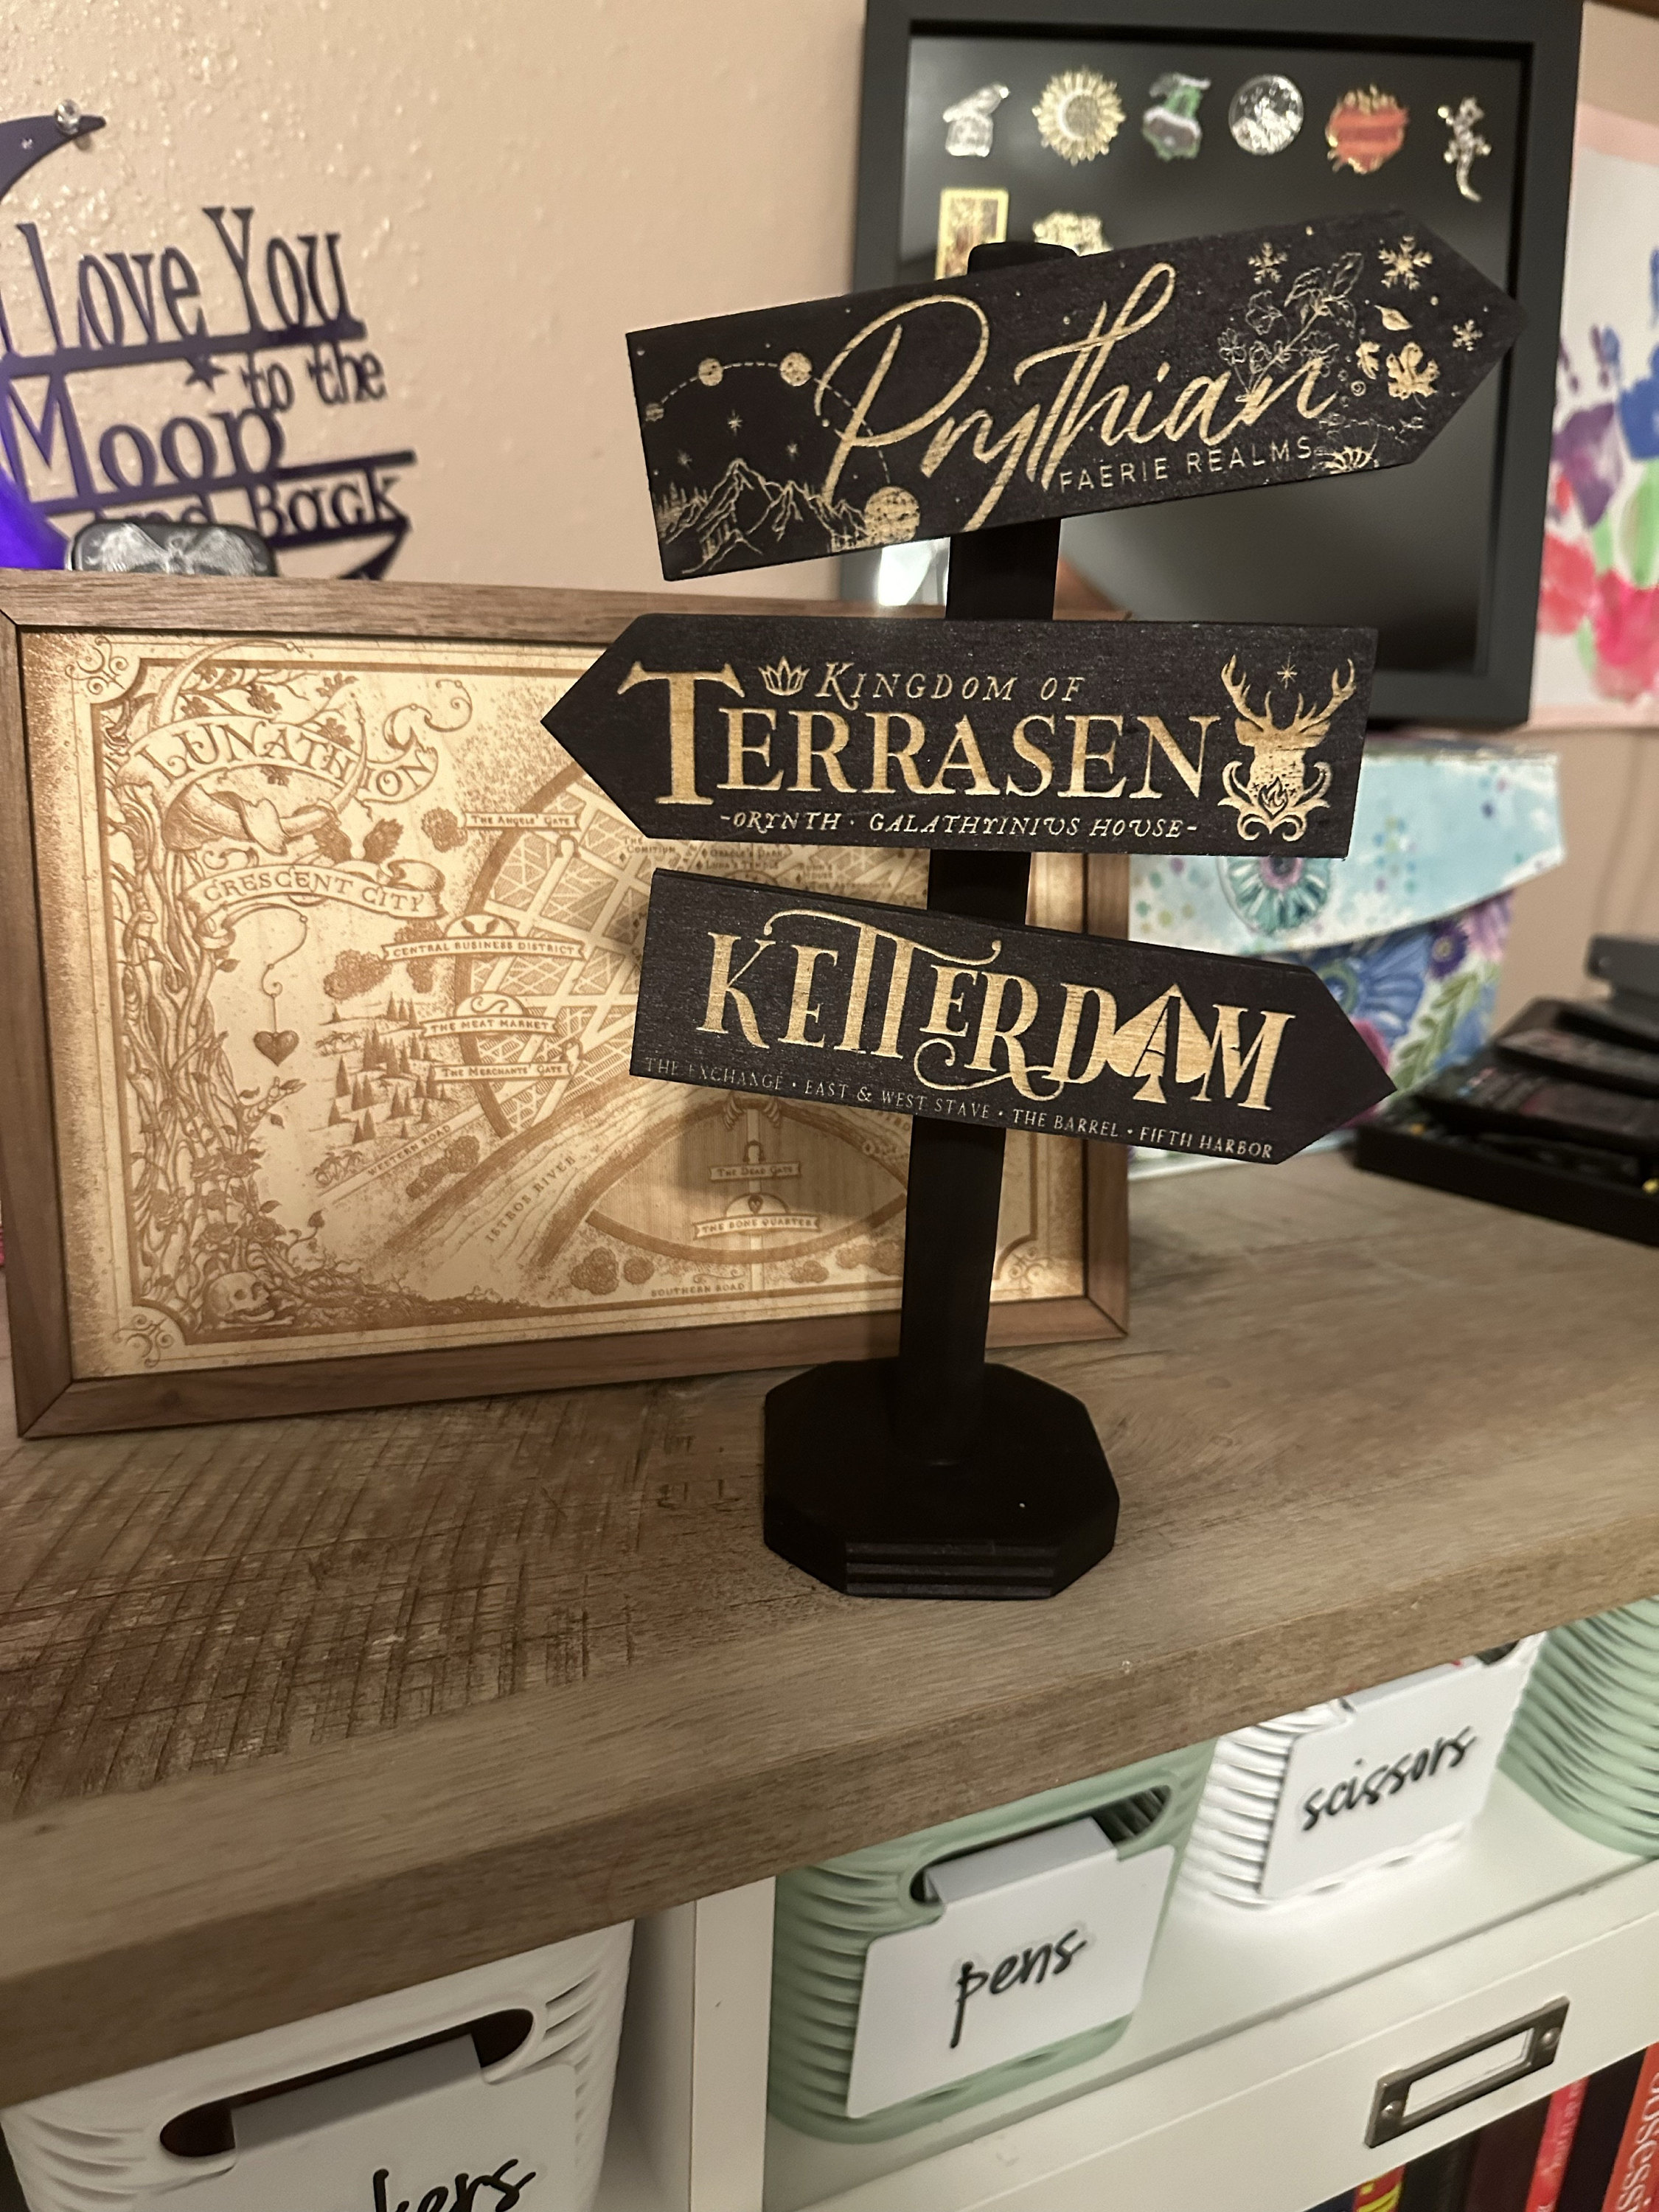 I Love You
to the
Moon
and Back
Prythian
FAERIE REALMS
KINGDOM OF
TERRASEN
-ORYNTH · GALATHYINIUS HOUSE-
KETTERDAM
THE EXCHANGE • EAST & WEST STAVE • THE BARREL • FIFTH HARBOR
LUNATHION
CRESCENT CITY
THE ANGELS' GATE
CENTRAL BUSINESS DISTRICT
THE MEAT MARKET
THE MERCHANTS' GATE
WESTERN ROAD
ISTROS RIVER
THE DEAD GATE
THE BONE QUARTER
SOUTHERN ROAD
scissors
pens